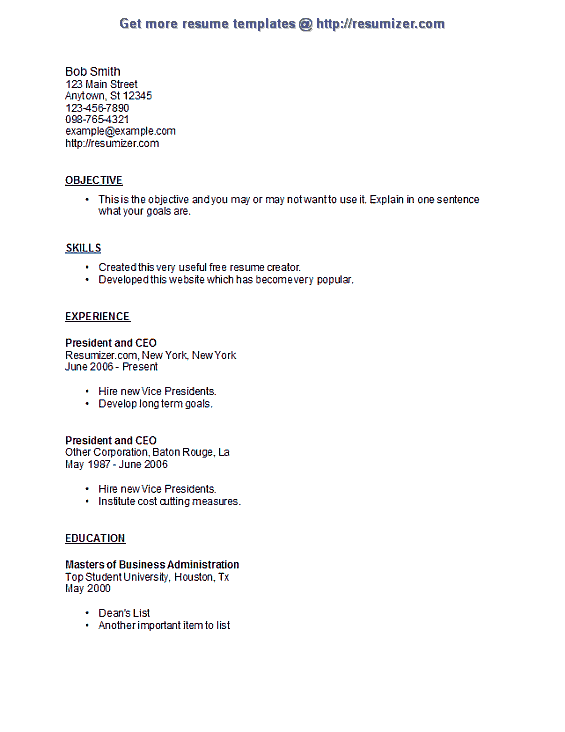 Get more resume templates @ http://resumizer.com
Bob Smith
123 Main Street
Anytown, St 12345
123-456-7890
098-765-4321
example@example.com
http://resumizer.com
OBJECTIVE
• This is the objective and you may or may not want to use it. Explain in one sentence
what your goals are.
SKILLS
• Created this very useful free resume creator.
• Developed this website which has become very popular.
EXPERIENCE
President and CEO
Resumizer.com, New York, New York
June 2006 - Present
• Hire new Vice Presidents.
• Develop long term goals.
President and CEO
Other Corporation, Baton Rouge, La
May 1987 - June 2006
• Hire new Vice Presidents.
• Institute cost cutting measures.
EDUCATION
Masters of Business Administration
Top Student University, Houston, Tx
May 2000
• Dean's List
• Another important item to list